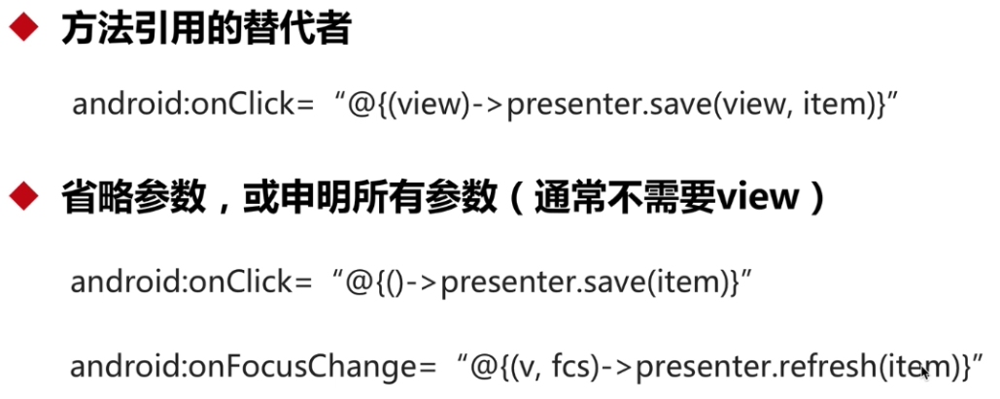 方法引用的替代者
android:onClick= “@{(view)->presenter.save(view, item)}”
省略参数，或申明所有参数（通常不需要view）
android:onClick= “@{()->presenter.save(item)}”
android:onFocusChange= “@{(v, fcs)->presenter.refresh(item)}”